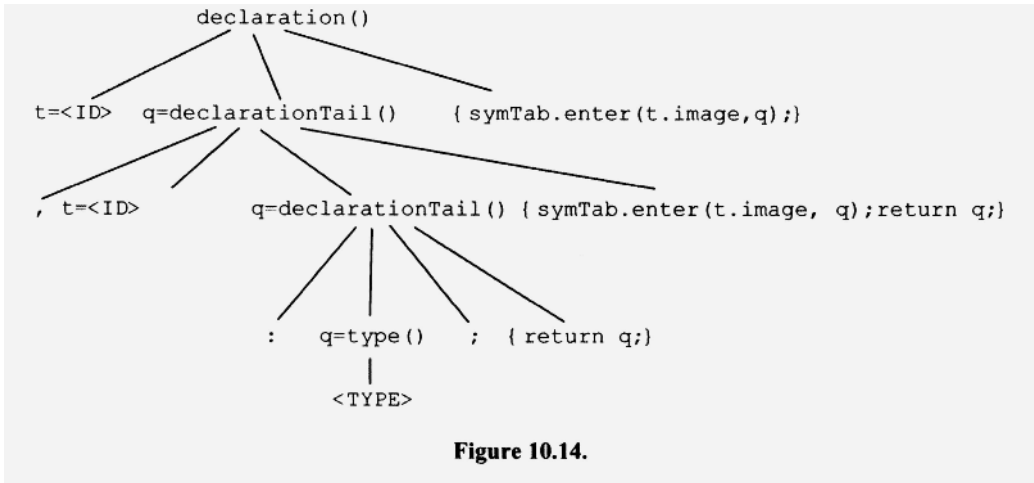 declaration()
t=<ID> q=declarationTail() {symTab.enter(t.image,q);}
, t=<ID> q=declarationTail() {symTab.enter(t.image, q);return q;}
: q=type() ; {return q;}
<TYPE>
Figure 10.14.